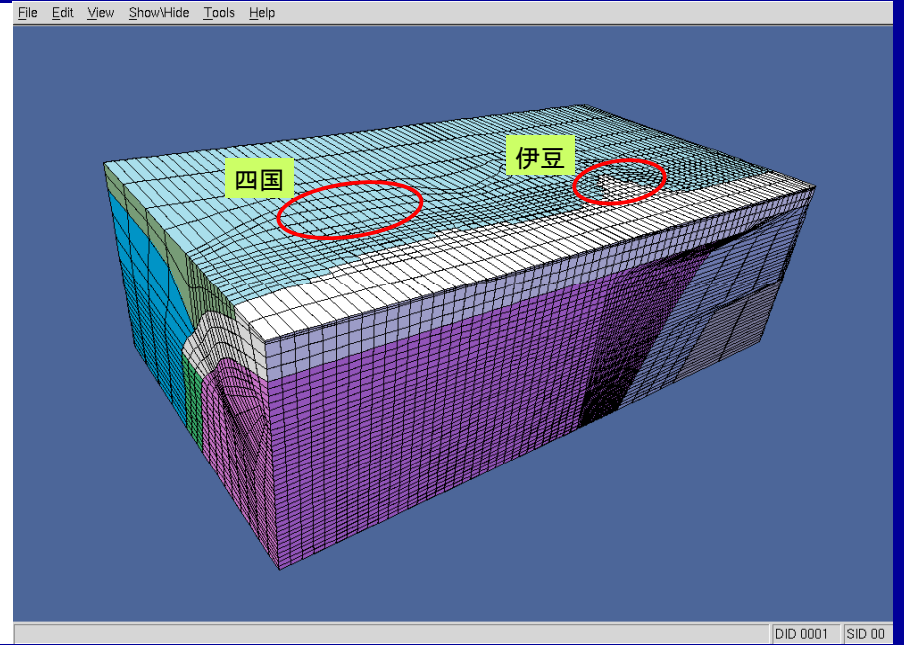 File Edit View Show\Hide Tools Help
伊豆
四国
DID 0001 SID 00